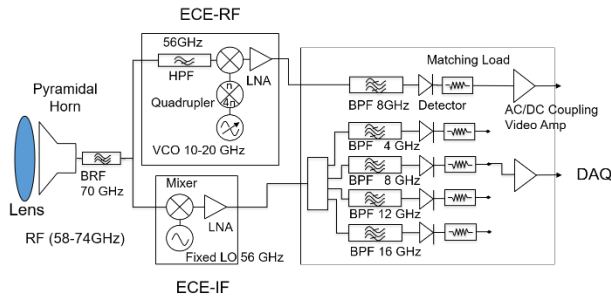 ECE-RF
56GHz
HPF
LNA
Quadrupler
n
4n
VCO 10-20 GHz
Pyramidal
Horn
BRF
70 GHz
Lens
RF (58-74GHz)
Mixer
LNA
Fixed LO 56 GHz
ECE-IF
Matching Load
BPF 8GHz
Detector
AC/DC Coupling
Video Amp
BPF 4 GHz
BPF 8 GHz
BPF 12 GHz
BPF 16 GHz
DAQ